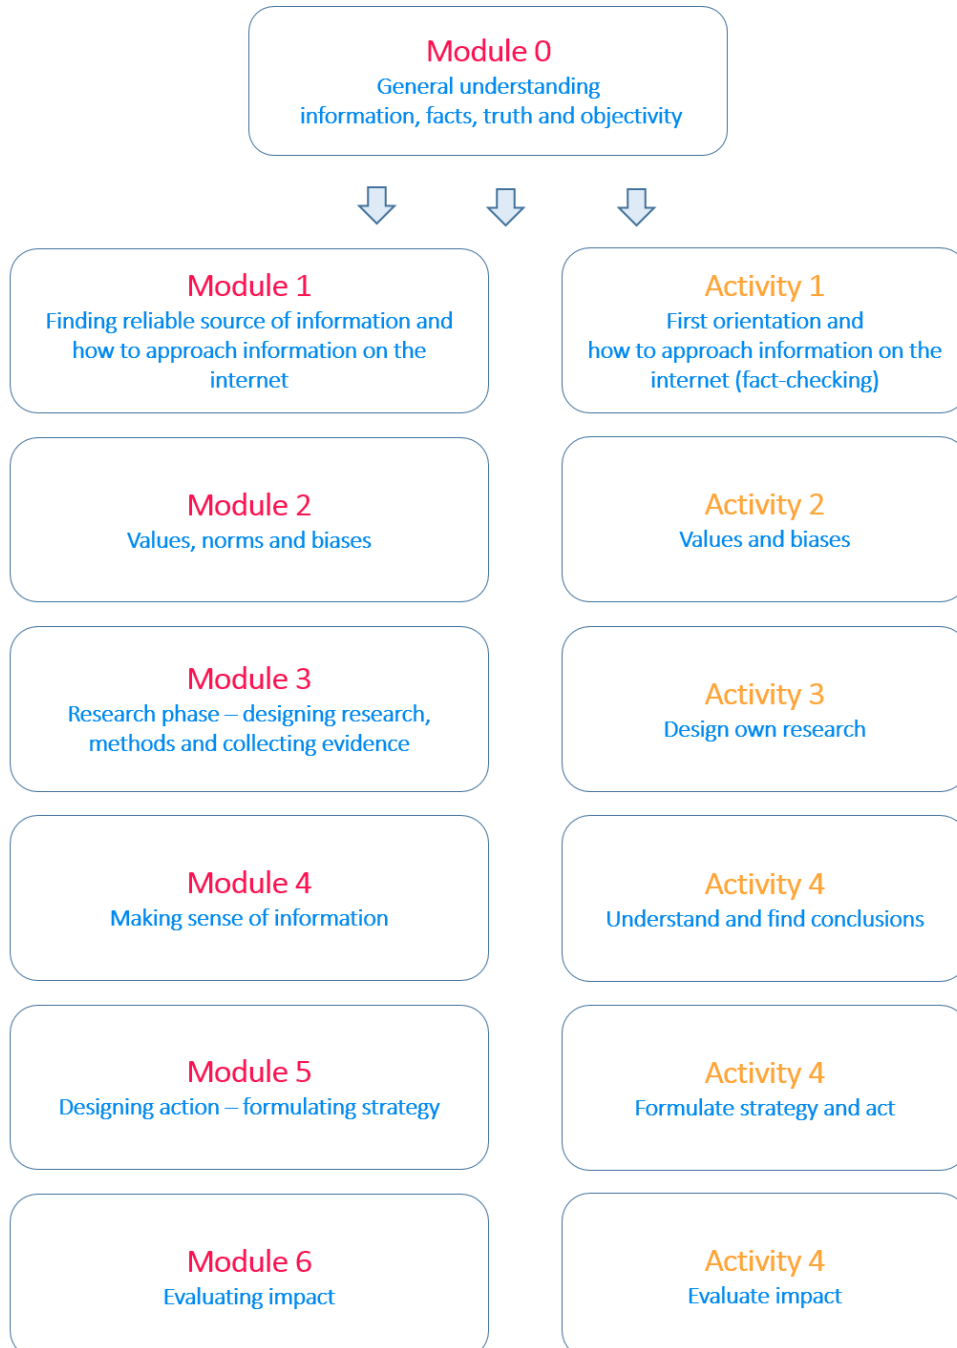 Module 0
General understanding
information, facts, truth and objectivity
Module 1
Finding reliable source of information and
how to approach information on the
internet
Activity 1
First orientation and
how to approach information on the
internet (fact-checking)
Module 2
Values, norms and biases
Activity 2
Values and biases
Module 3
Research phase – designing research,
methods and collecting evidence
Activity 3
Design own research
Module 4
Making sense of information
Activity 4
Understand and find conclusions
Module 5
Designing action – formulating strategy
Activity 4
Formulate strategy and act
Module 6
Evaluating impact
Activity 4
Evaluate impact